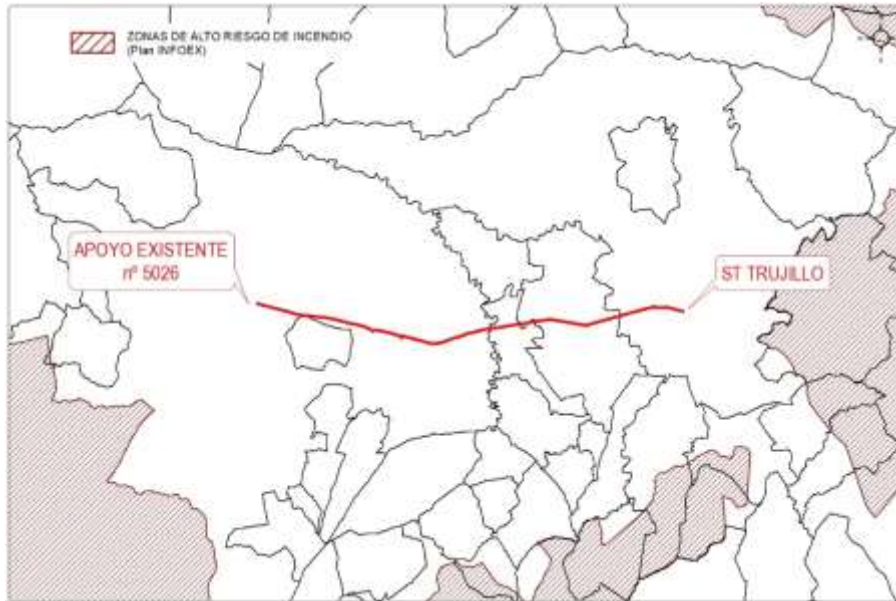 ZONAS DE ALTO RIESGO DE INCENDIO
(Plan INFOEX)
APOYO EXISTENTE
nº 5026
ST TRUJILLO